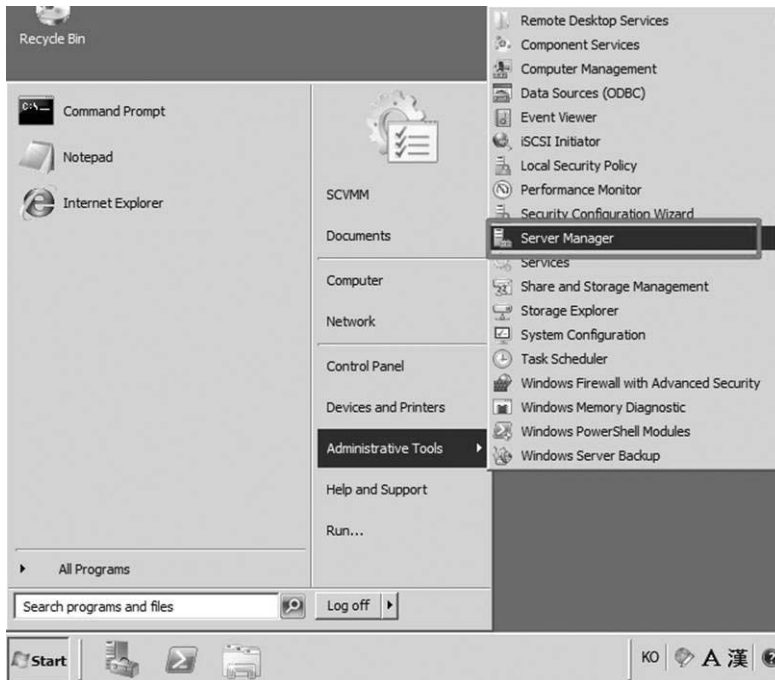 Recycle Bin
Command Prompt
Notepad
Internet Explorer
All Programs
Search programs and files
SCVMM
Documents
Computer
Network
Control Panel
Devices and Printers
Administrative Tools
Help and Support
Run...
Log off
Remote Desktop Services
Component Services
Computer Management
Data Sources (ODBC)
Event Viewer
iSCSI Initiator
Local Security Policy
Performance Monitor
Security Configuration Wizard
Server Manager
Services
Share and Storage Management
Storage Explorer
System Configuration
Task Scheduler
Windows Firewall with Advanced Security
Windows Memory Diagnostic
Windows PowerShell Modules
Windows Server Backup
Start
KO A 漢